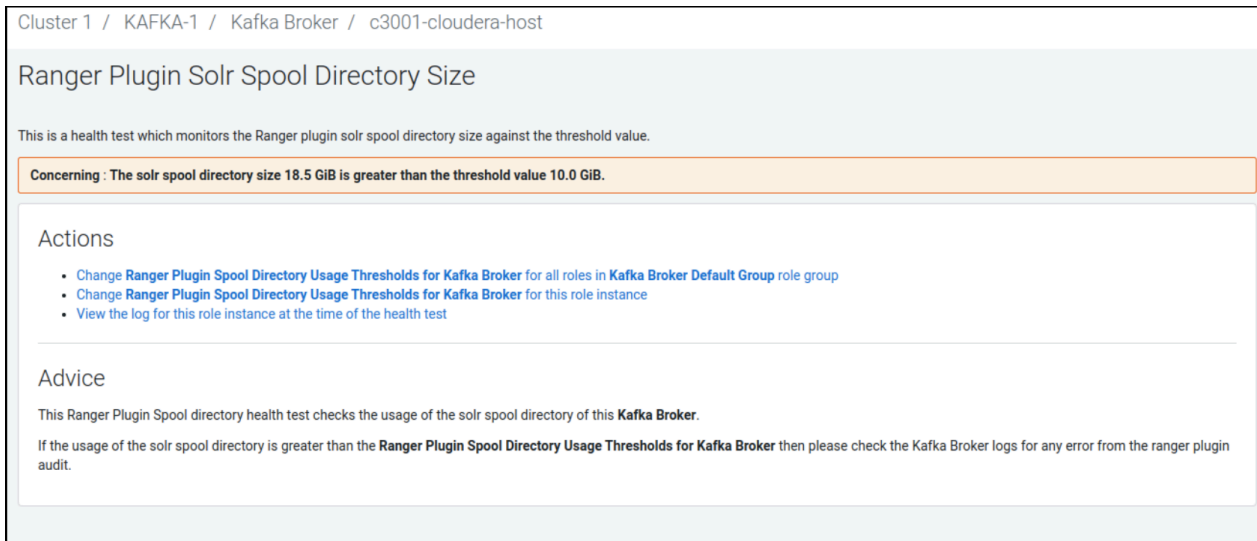 Cluster 1 / KAFKA-1 / Kafka Broker / c3001-cloudera-host
Ranger Plugin Solr Spool Directory Size
This is a health test which monitors the Ranger plugin solr spool directory size against the threshold value.
Concerning : The solr spool directory size 18.5 GiB is greater than the threshold value 10.0 GiB.
Actions
• Change Ranger Plugin Spool Directory Usage Thresholds for Kafka Broker for all roles in Kafka Broker Default Group role group
• Change Ranger Plugin Spool Directory Usage Thresholds for Kafka Broker for this role instance
• View the log for this role instance at the time of the health test
Advice
This Ranger Plugin Spool directory health test checks the usage of the solr spool directory of this Kafka Broker.
If the usage of the solr spool directory is greater than the Ranger Plugin Spool Directory Usage Thresholds for Kafka Broker then please check the Kafka Broker logs for any error from the ranger plugin
audit.